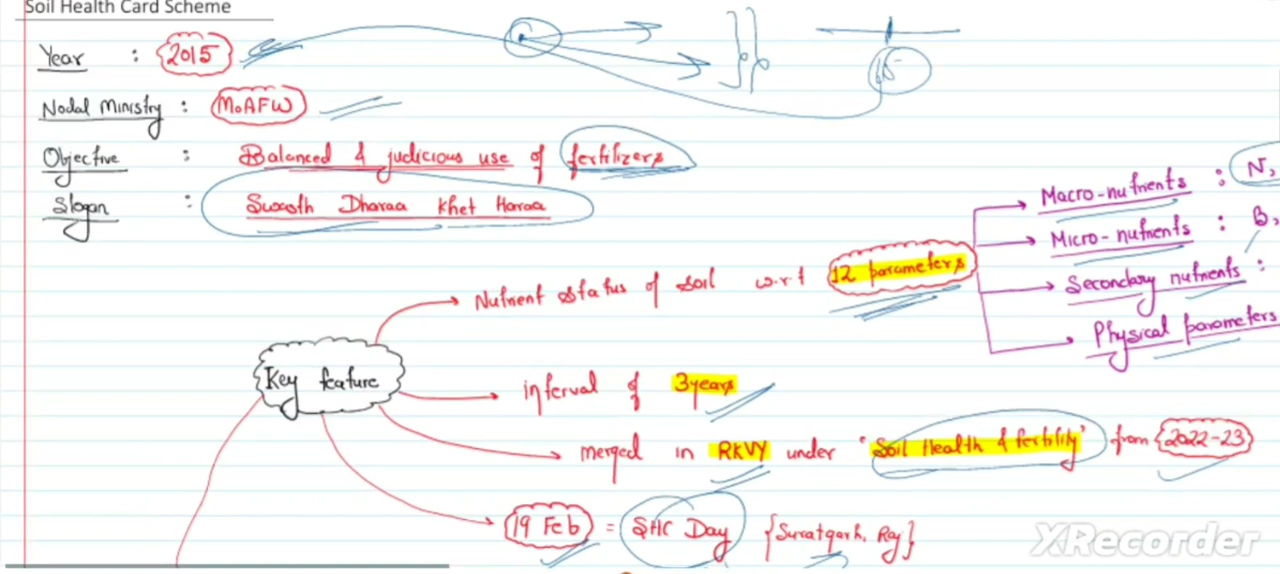 Soil Health Card Scheme
Year : 2015
Nodal Ministry : MoAFW
Objective : Balanced & judicious use of fertilizers
Slogan : Swasth Dharaa Khet Haraa
Macro-nutrients : N,
Micro-nutrients : B,
Secondary nutrients :
Physical parameters
Nutrient status of soil w.r.t 12 parameters
Key feature
interval of 3years
merged in RKVY under 'Soil Health & fertility' from 2022-23
19 Feb = SHC Day {Suratgarh, Raj}
XRecorder